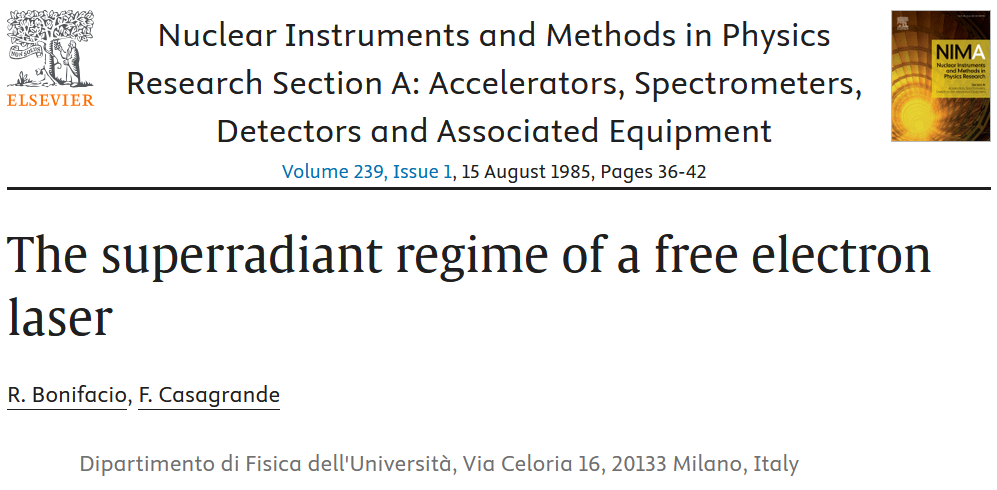 Nuclear Instruments and Methods in Physics
Research Section A: Accelerators, Spectrometers,
Detectors and Associated Equipment
Volume 239, Issue 1, 15 August 1985, Pages 36-42
ELSEVIER
NIMA
Nuclear Instruments
and Methods in
Physics Research
The superradiant regime of a free electron
laser
R. Bonifacio, F. Casagrande
Dipartimento di Fisica dell'Università, Via Celoria 16, 20133 Milano, Italy